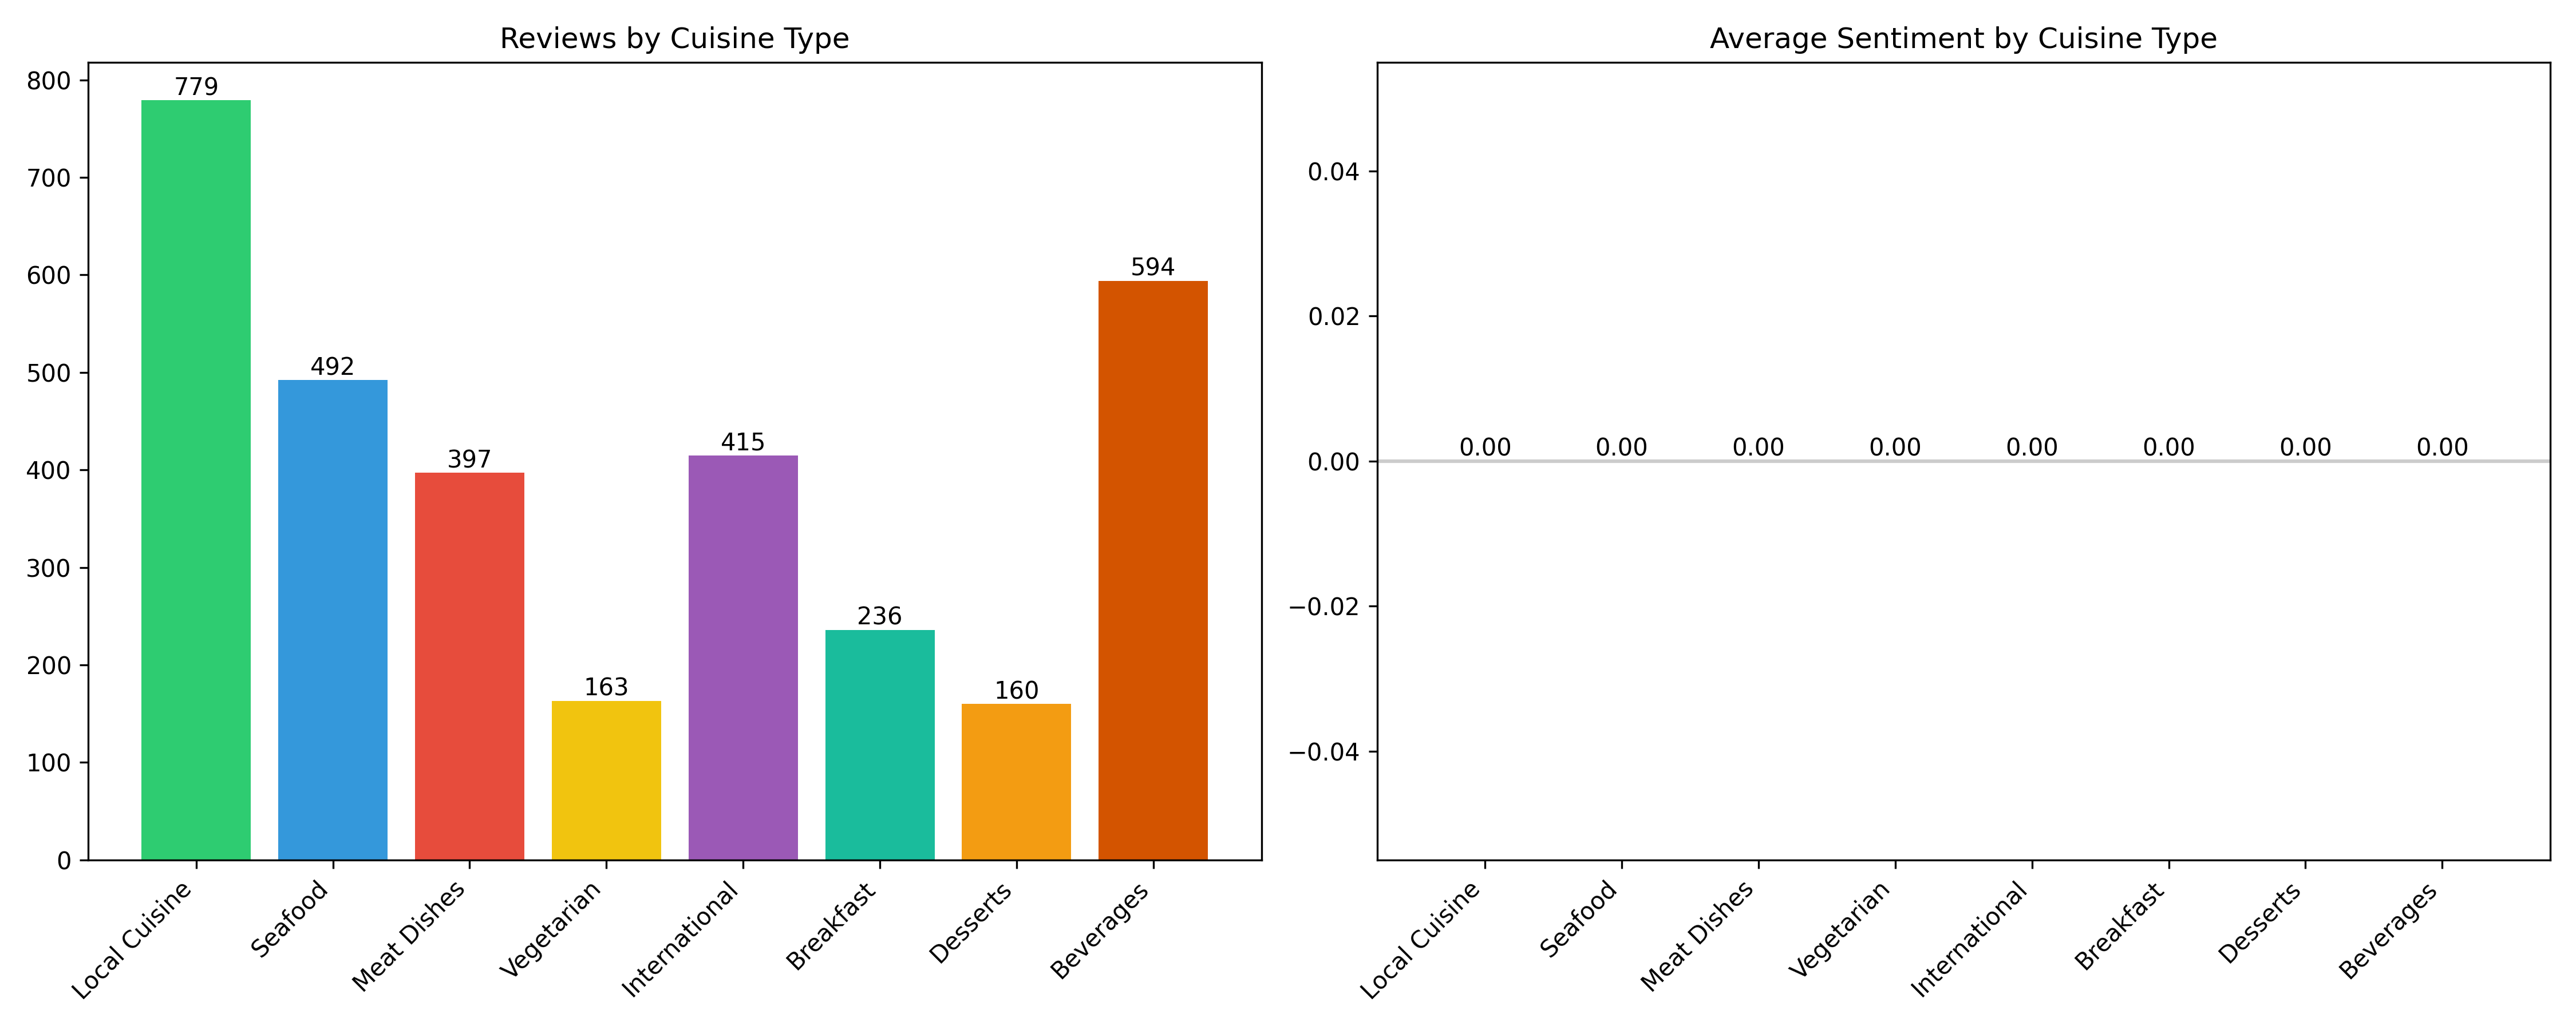 Reviews by Cuisine Type
800
700
600
500
400
300
200
100
0
779
492
397
163
415
236
160
594
Local Cuisine
Seafood
Meat Dishes
Vegetarian
International
Breakfast
Desserts
Beverages
Average Sentiment by Cuisine Type
0.04
0.02
0.00
−0.02
−0.04
0.00 0.00 0.00 0.00 0.00 0.00 0.00 0.00
Local Cuisine
Seafood
Meat Dishes
Vegetarian
International
Breakfast
Desserts
Beverages